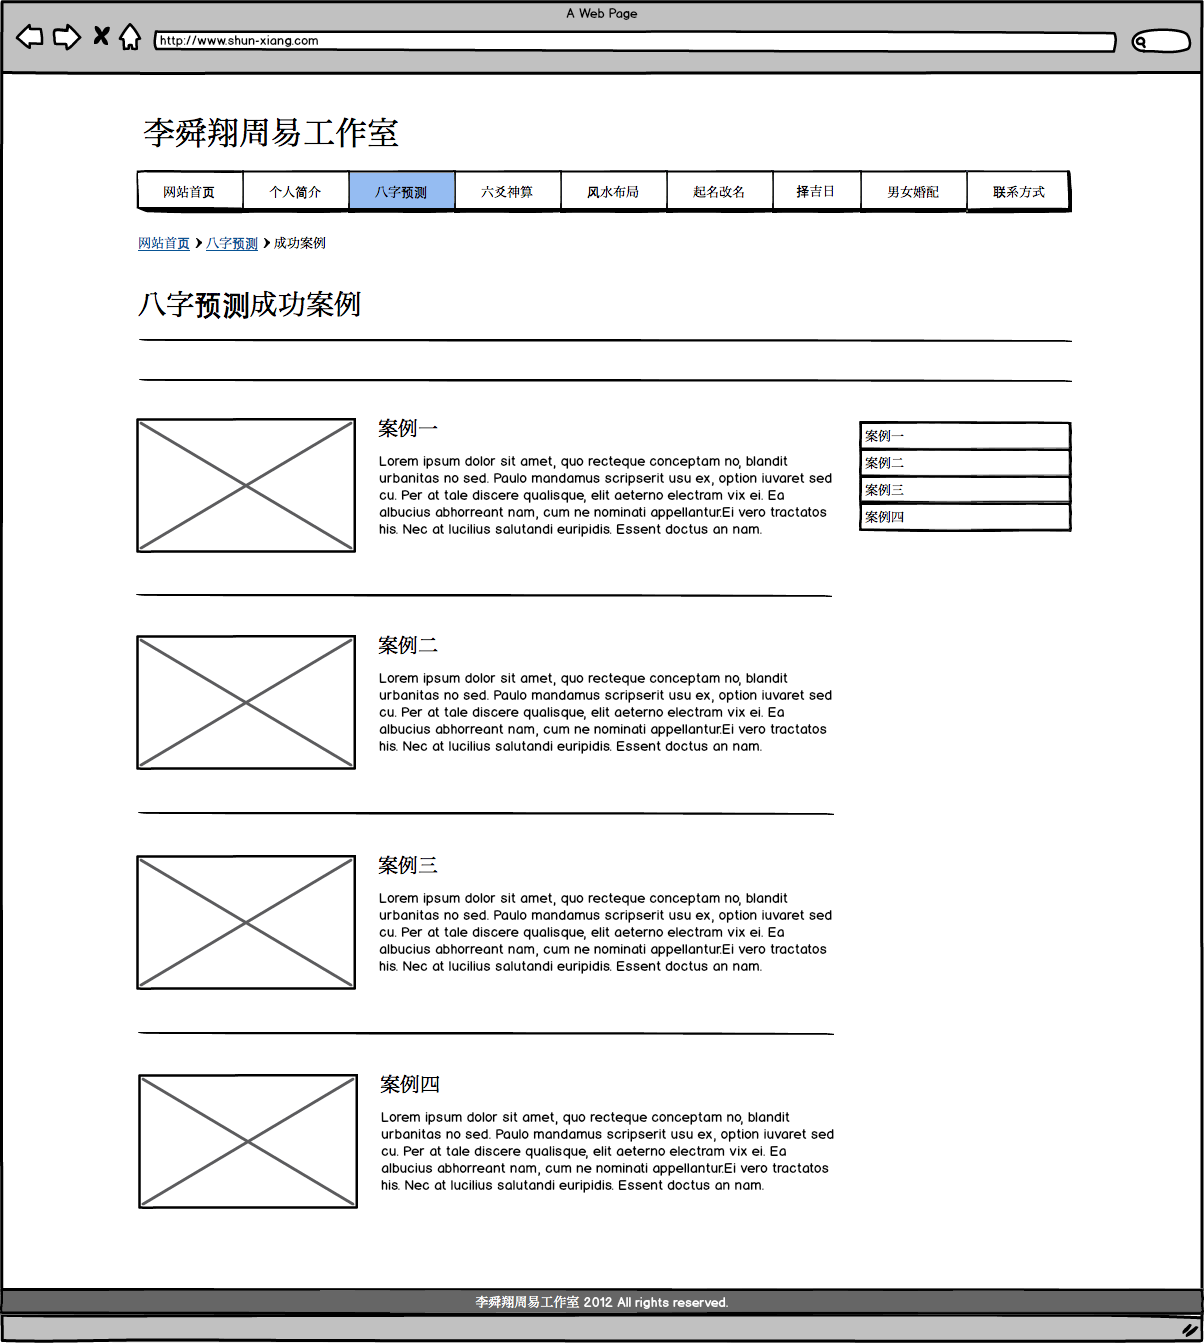 A Web Page
http://www.shun-xiang.com
李舜翔周易工作室
网站首页 个人简介 八字预测 六爻神算 风水布局 起名改名 择吉日 男女婚配 联系方式
网站首页 > 八字预测 > 成功案例
八字预测成功案例
案例一
Lorem ipsum dolor sit amet, quo recteque conceptam no, blandit
urbanitas no sed. Paulo mandamus scripserit usu ex, option iuvaret sed
cu. Per at tale discere qualisque, elit aeterno electram vix ei. Ea
albucius abhorreant nam, cum ne nominati appellantur.Ei vero tractatos
his. Nec at lucilius salutandi euripidis. Essent doctus an nam.
案例二
Lorem ipsum dolor sit amet, quo recteque conceptam no, blandit
urbanitas no sed. Paulo mandamus scripserit usu ex, option iuvaret sed
cu. Per at tale discere qualisque, elit aeterno electram vix ei. Ea
albucius abhorreant nam, cum ne nominati appellantur.Ei vero tractatos
his. Nec at lucilius salutandi euripidis. Essent doctus an nam.
案例三
Lorem ipsum dolor sit amet, quo recteque conceptam no, blandit
urbanitas no sed. Paulo mandamus scripserit usu ex, option iuvaret sed
cu. Per at tale discere qualisque, elit aeterno electram vix ei. Ea
albucius abhorreant nam, cum ne nominati appellantur.Ei vero tractatos
his. Nec at lucilius salutandi euripidis. Essent doctus an nam.
案例四
Lorem ipsum dolor sit amet, quo recteque conceptam no, blandit
urbanitas no sed. Paulo mandamus scripserit usu ex, option iuvaret sed
cu. Per at tale discere qualisque, elit aeterno electram vix ei. Ea
albucius abhorreant nam, cum ne nominati appellantur.Ei vero tractatos
his. Nec at lucilius salutandi euripidis. Essent doctus an nam.
案例一
案例二
案例三
案例四
李舜翔周易工作室 2012 All rights reserved.